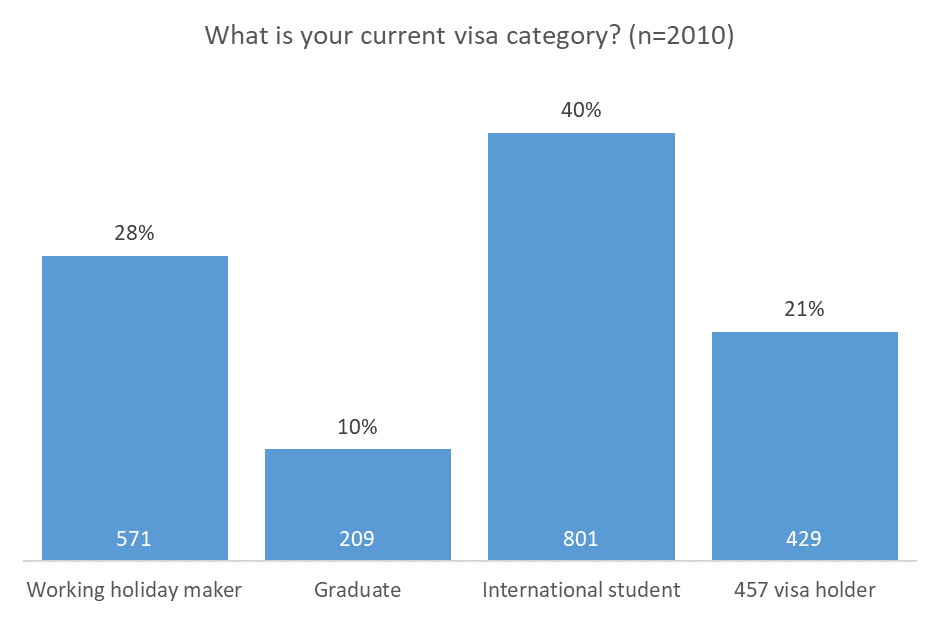 What is your current visa category? (n=2010)
40%
28%
21%
10%
571
209
801
429
Working holiday maker
Graduate
International student
457 visa holder